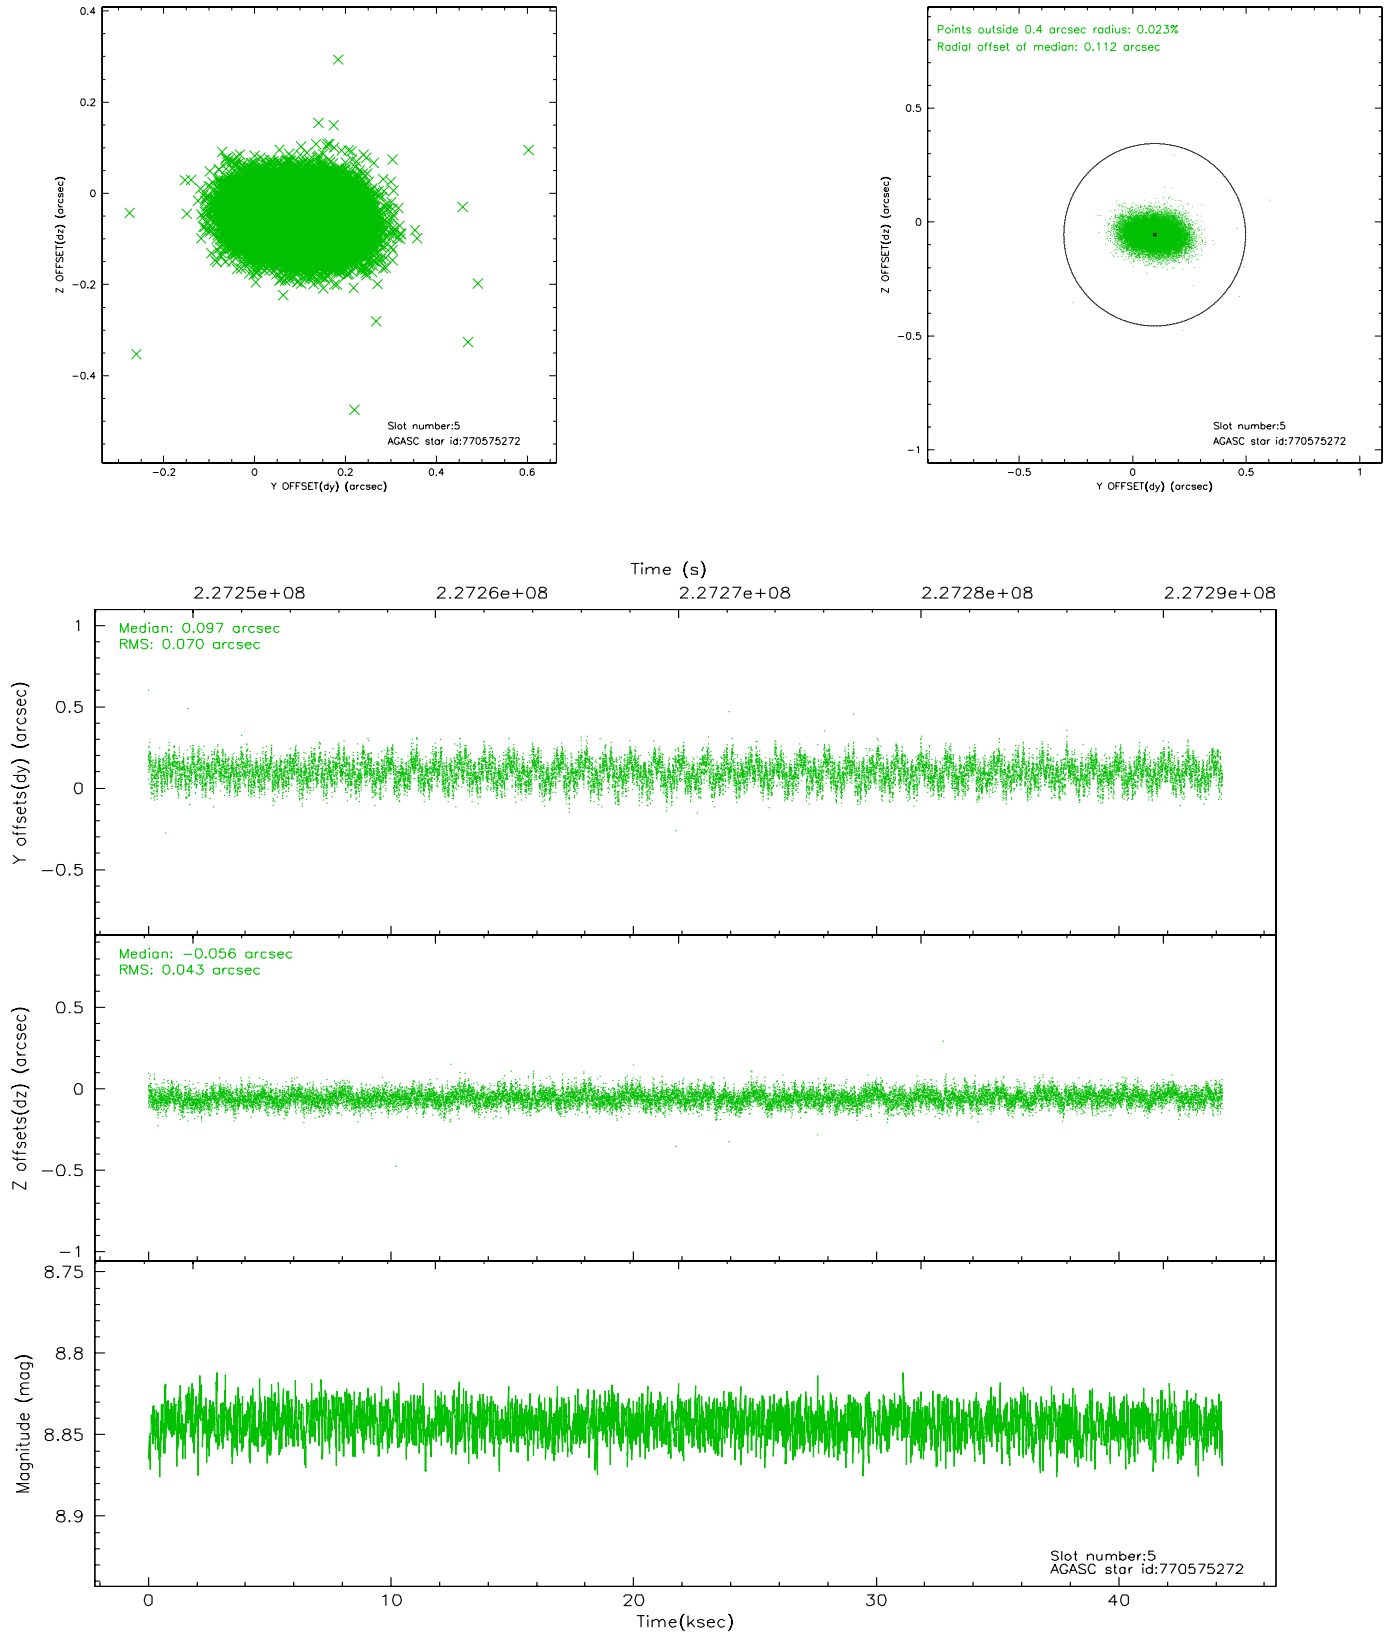 0.4
0.2
0
−0.2
−0.4
Z OFFSET(dz) (arcsec)
Slot number:5
AGASC star id:770575272
−0.2 0 0.2 0.4 0.6
Y OFFSET(dy) (arcsec)
Points outside 0.4 arcsec radius: 0.023%
Radial offset of median: 0.112 arcsec
0.5
0
−0.5
−1
Z OFFSET(dz) (arcsec)
Slot number:5
AGASC star id:770575272
−0.5 0 0.5 1
Y OFFSET(dy) (arcsec)
Time (s)
2.2725e+08 2.2726e+08 2.2727e+08 2.2728e+08 2.2729e+08
Median: 0.097 arcsec
RMS: 0.070 arcsec
1
0.5
0
−0.5
Y offsets(dy) (arcsec)
Median: −0.056 arcsec
RMS: 0.043 arcsec
0.5
0
−0.5
−1
Z offsets(dz) (arcsec)
8.75
8.8
8.85
8.9
Magnitude (mag)
Slot number:5
AGASC star id:770575272
0 10 20 30 40
Time(ksec)